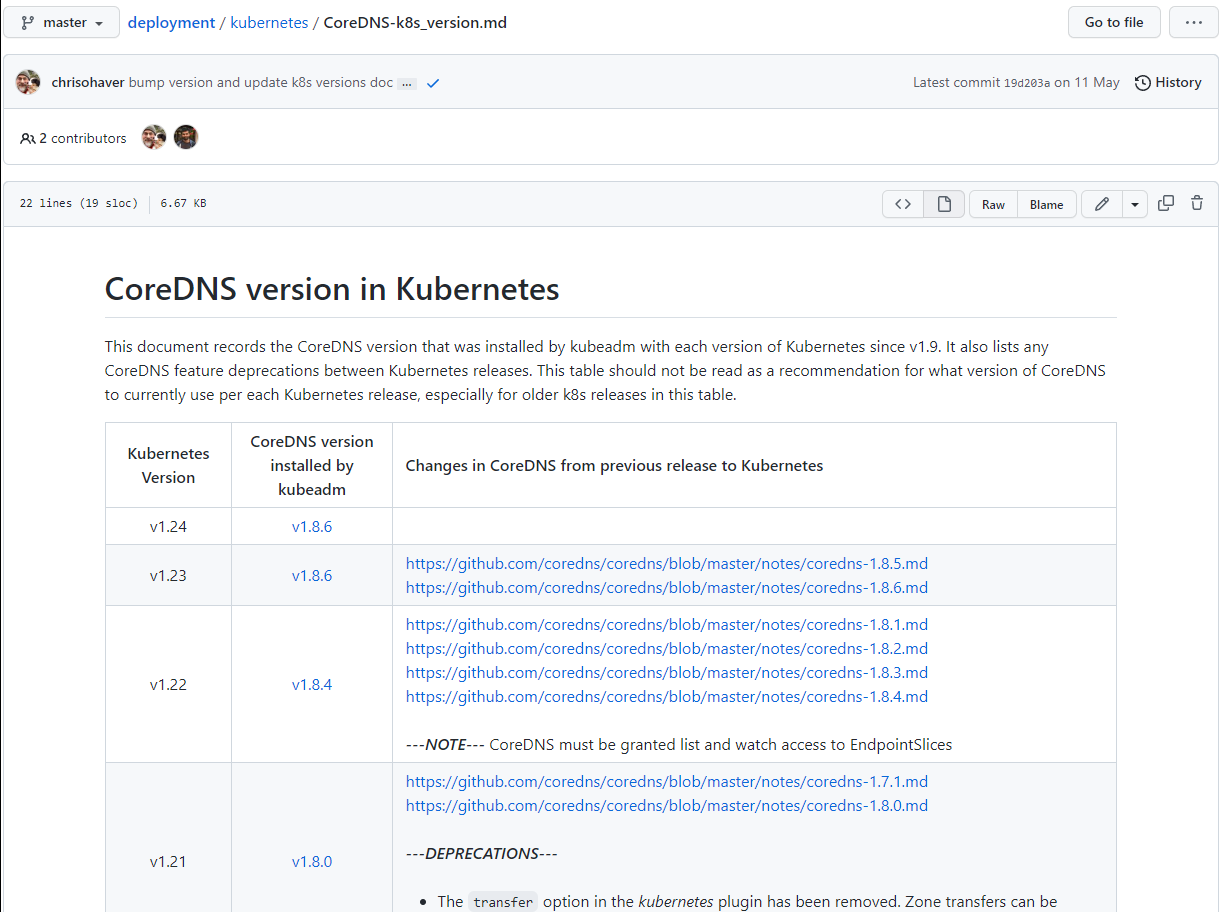 master
deployment / kubernetes / CoreDNS-k8s_version.md
Go to file
...
chrisohaver bump version and update k8s versions doc ...
Latest commit 19d203a on 11 May
History
2 contributors
22 lines (19 sloc)
6.67 KB
<>
Raw
Blame
CoreDNS version in Kubernetes
This document records the CoreDNS version that was installed by kubeadm with each version of Kubernetes since v1.9. It also lists any
CoreDNS feature deprecations between Kubernetes releases. This table should not be read as a recommendation for what version of CoreDNS
to currently use per each Kubernetes release, especially for older k8s releases in this table.
Kubernetes
Version
CoreDNS version
installed by
kubeadm
Changes in CoreDNS from previous release to Kubernetes
v1.24
v1.8.6
v1.23
v1.8.6
https://github.com/coredns/coredns/blob/master/notes/coredns-1.8.5.md
https://github.com/coredns/coredns/blob/master/notes/coredns-1.8.6.md
v1.22
v1.8.4
https://github.com/coredns/coredns/blob/master/notes/coredns-1.8.1.md
https://github.com/coredns/coredns/blob/master/notes/coredns-1.8.2.md
https://github.com/coredns/coredns/blob/master/notes/coredns-1.8.3.md
https://github.com/coredns/coredns/blob/master/notes/coredns-1.8.4.md
---NOTE--- CoreDNS must be granted list and watch access to EndpointSlices
v1.21
v1.8.0
https://github.com/coredns/coredns/blob/master/notes/coredns-1.7.1.md
https://github.com/coredns/coredns/blob/master/notes/coredns-1.8.0.md
---DEPRECATIONS---
• The transfer option in the kubernetes plugin has been removed. Zone transfers can be